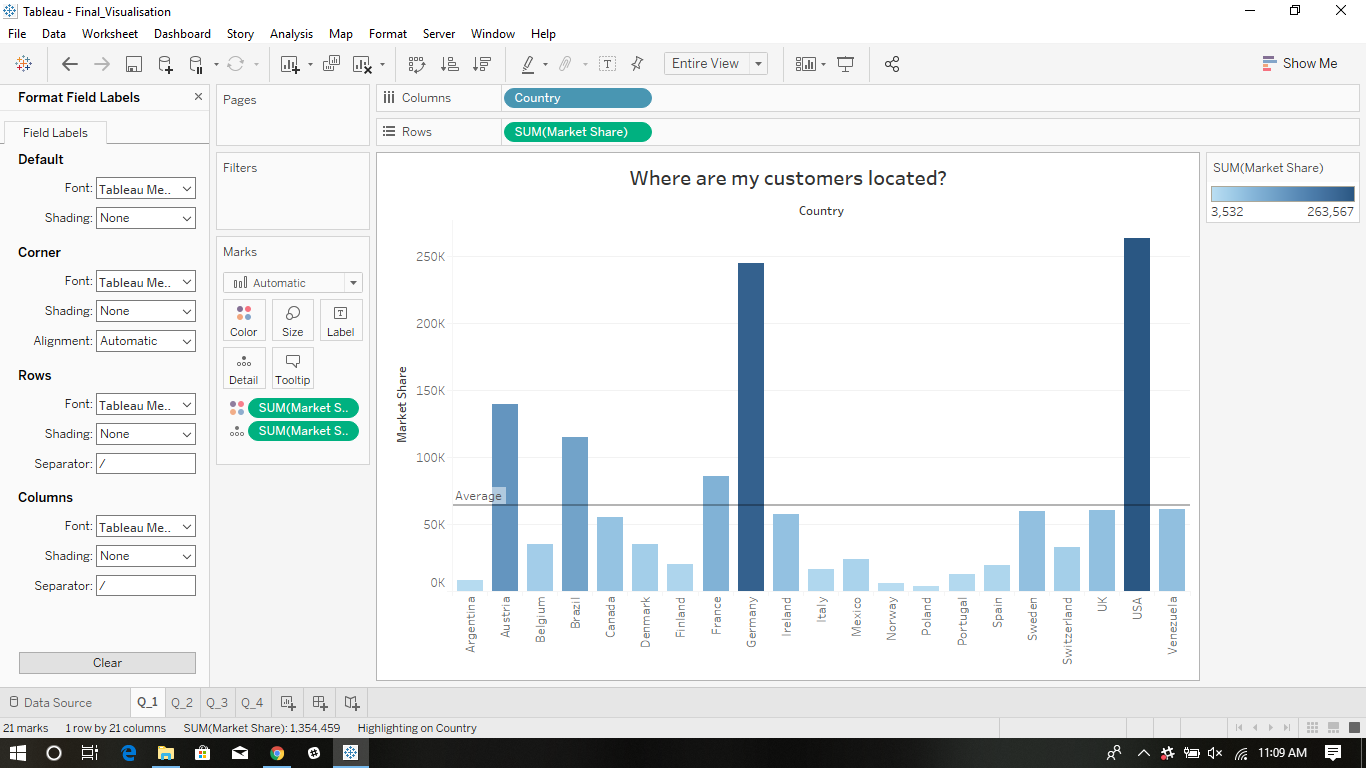 Tableau - Final_Visualisation
File Data Worksheet Dashboard Story Analysis Map Format Server Window Help
Entire View
Show Me
Format Field Labels
Field Labels
Default
Font: Tableau Me..
Shading: None
Corner
Font: Tableau Me..
Shading: None
Alignment: Automatic
Rows
Font: Tableau Me..
Shading: None
Separator: /
Columns
Font: Tableau Me..
Shading: None
Separator: /
Clear
Pages
Filters
Marks
Automatic
Color Size Label
Detail Tooltip
SUM(Market S..
SUM(Market S..
Columns Country
Rows SUM(Market Share)
Where are my customers located?
Country
Market Share
250K
200K
150K
100K
50K
0K
Average
Argentina
Austria
Belgium
Brazil
Canada
Denmark
Finland
France
Germany
Ireland
Italy
Mexico
Norway
Poland
Portugal
Spain
Sweden
Switzerland
UK
USA
Venezuela
SUM(Market Share)
3,532 263,567
Data Source Q_1 Q_2 Q_3 Q_4
21 marks 1 row by 21 columns SUM(Market Share): 1,354,459 Highlighting on Country
11:09 AM